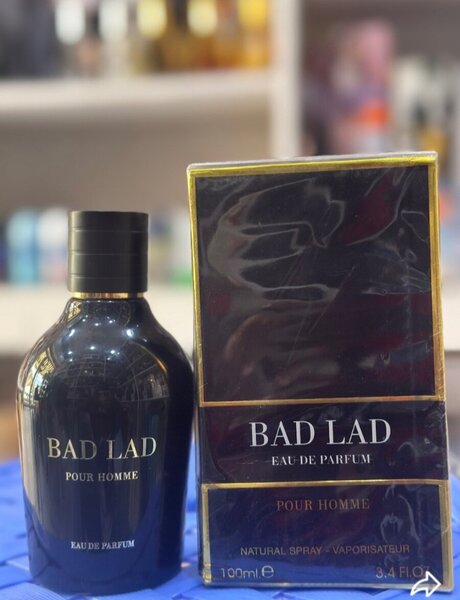 BAD LAD
POUR HOMME
EAU DE PARFUM
BAD LAD
EAU DE PARFUM
POUR HOMME
NATURAL SPRAY - VAPORISATEUR
100ml.e 3.4 FL.OZ